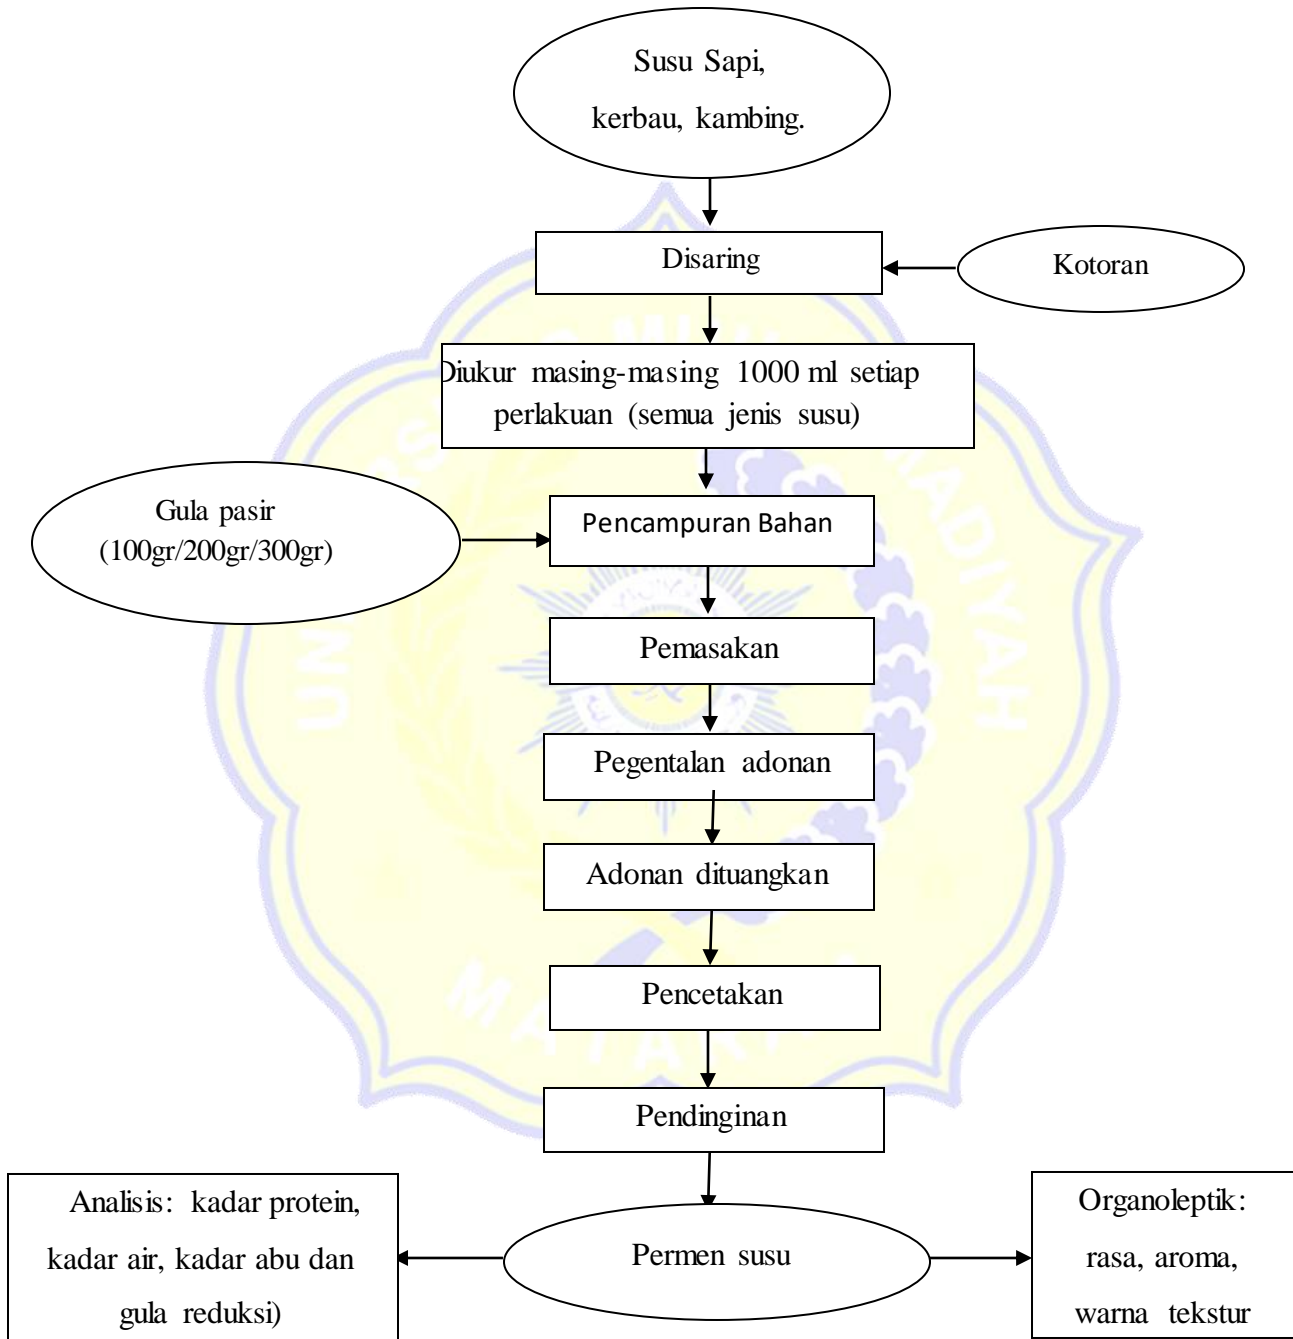 Susu Sapi,
kerbau, kambing.
Disaring
Kotoran
Diukur masing-masing 1000 ml setiap
perlakuan (semua jenis susu)
Gula pasir
(100gr/200gr/300gr)
Pencampuran Bahan
Pemasakan
Pegentalan adonan
Adonan dituangkan
Pencetakan
Pendinginan
Analisis: kadar protein,
kadar air, kadar abu dan
gula reduksi)
Permen susu
Organoleptik:
rasa, aroma,
warna tekstur
MATARAM